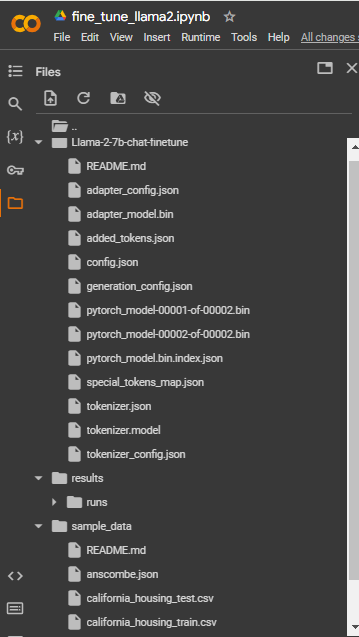 fine_tune_llama2.ipynb
File Edit View Insert Runtime Tools Help All changes s
Files
{x}
..
Llama-2-7b-chat-finetune
README.md
adapter_config.json
adapter_model.bin
added_tokens.json
config.json
generation_config.json
pytorch_model-00001-of-00002.bin
pytorch_model-00002-of-00002.bin
pytorch_model.bin.index.json
special_tokens_map.json
tokenizer.json
tokenizer.model
tokenizer_config.json
results
runs
sample_data
README.md
anscombe.json
california_housing_test.csv
california_housing_train.csv